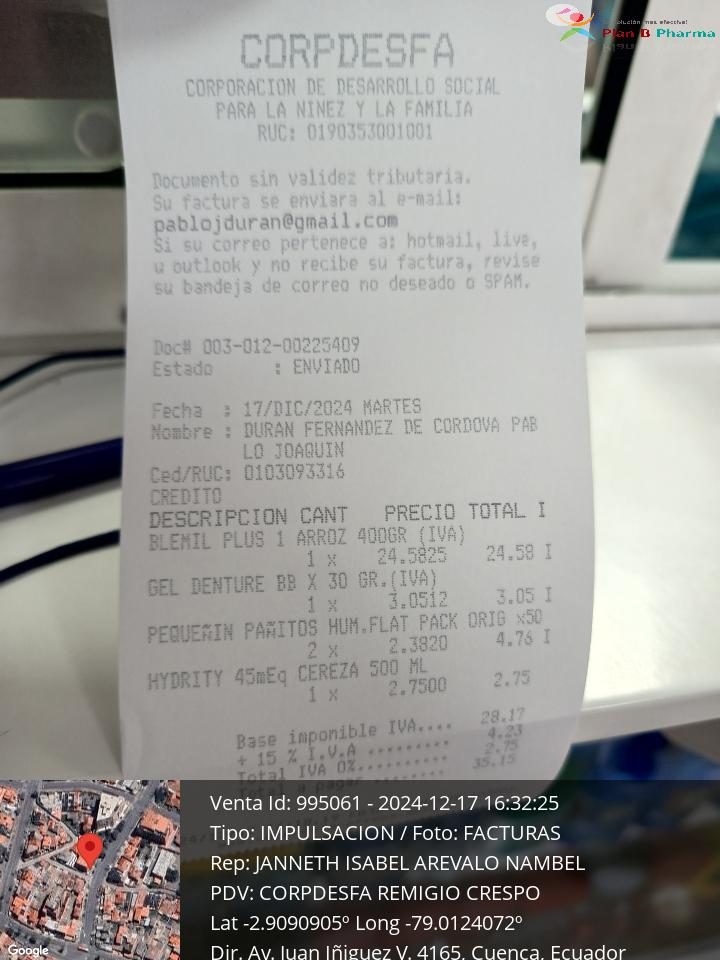 Plan B Pharma
CORPDESFA
CORPORACION DE DESARROLLO SOCIAL
PARA LA NINEZ Y LA FAMILIA
RUC: 0190353001001
Documento sin validez tributaria.
Su factura se enviara al e-mail:
pablojduran@gmail.com
Si su correo pertenece a: hotmail, live,
u outlook y no recibe su factura, revise
su bandeja de correo no deseado o SPAM.
Doc# 003-012-00225409
Estado : ENVIADO
Fecha : 17/DIC/2024 MARTES
Nombre : DURAN FERNANDEZ DE CORDOVA PAB
LO JOAQUIN
Ced/RUC: 0103093316
CREDITO
DESCRIPCION CANT PRECIO TOTAL I
BLEMIL PLUS 1 ARROZ 400GR (IVA)
1 x 24.5825 24.58 I
GEL DENTURE BB X 30 GR.(IVA)
1 x 3.0512 3.05 I
PEQUEÑIN PAÑITOS HUM.FLAT PACK ORIG x50
2 x 2.3820 4.76 I
HYDRITY 45mEq CEREZA 500 ML
1 x 2.7500 2.75
Base imponible IVA.... 28.17
+ 15 % I.V.A ......... 4.23
Total IVA 0%.......... 2.75
Total a pagar ........ 35.15
Venta Id: 995061 - 2024-12-17 16:32:25
Tipo: IMPULSACION / Foto: FACTURAS
Rep: JANNETH ISABEL AREVALO NAMBEL
PDV: CORPDESFA REMIGIO CRESPO
Lat -2.9090905º Long -79.0124072º
Dir. Av. Juan Iñiguez V. 4165, Cuenca, Ecuador
Google